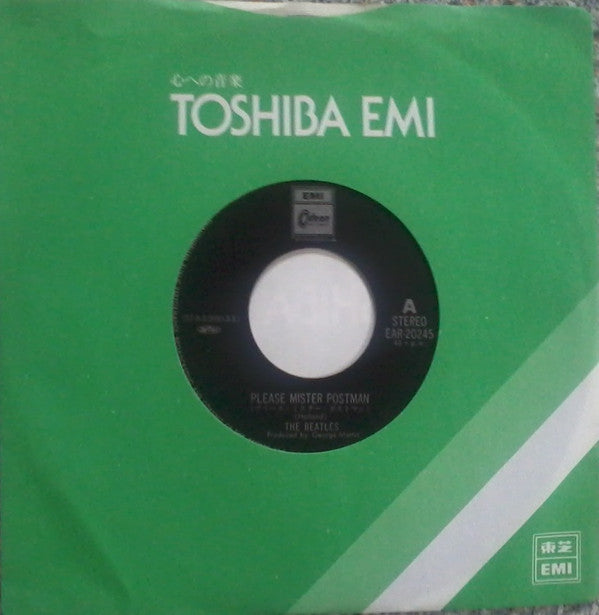 心への音楽
TOSHIBA EMI
EMI
Odeon
A
STEREO
EAR-20245
PLEASE MISTER POSTMAN
(Holland)
THE BEATLES
Produced by George Martin
東芝
EMI